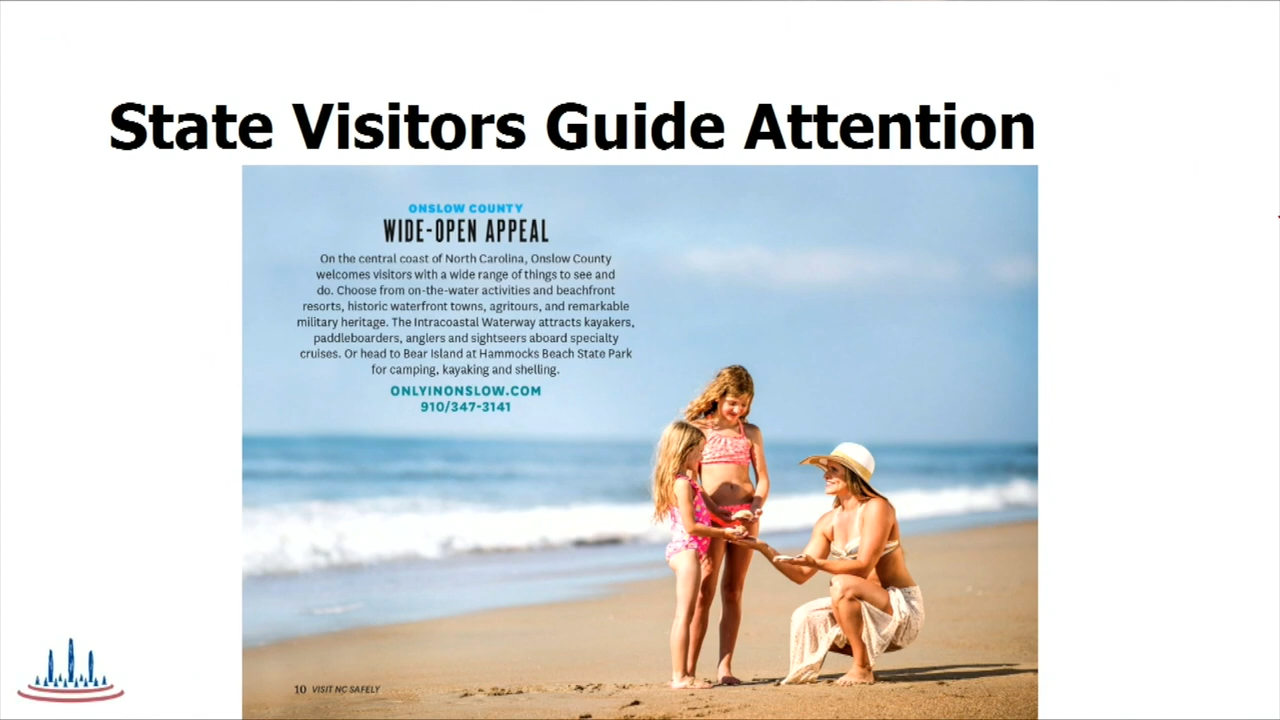 State Visitors Guide Attention
ONSLOW COUNTY
WIDE-OPEN APPEAL
On the central coast of North Carolina, Onslow County
welcomes visitors with a wide range of things to see and
do. Choose from on-the-water activities and beachfront
resorts, historic waterfront towns, agritours, and remarkable
military heritage. The Intracoastal Waterway attracts kayakers,
paddleboarders, anglers and sightseers aboard specialty
cruises. Or head to Bear Island at Hammocks Beach State Park
for camping, kayaking and shelling.
ONLYINONSLOW.COM
910/347-3141
10 VISIT NC SAFELY